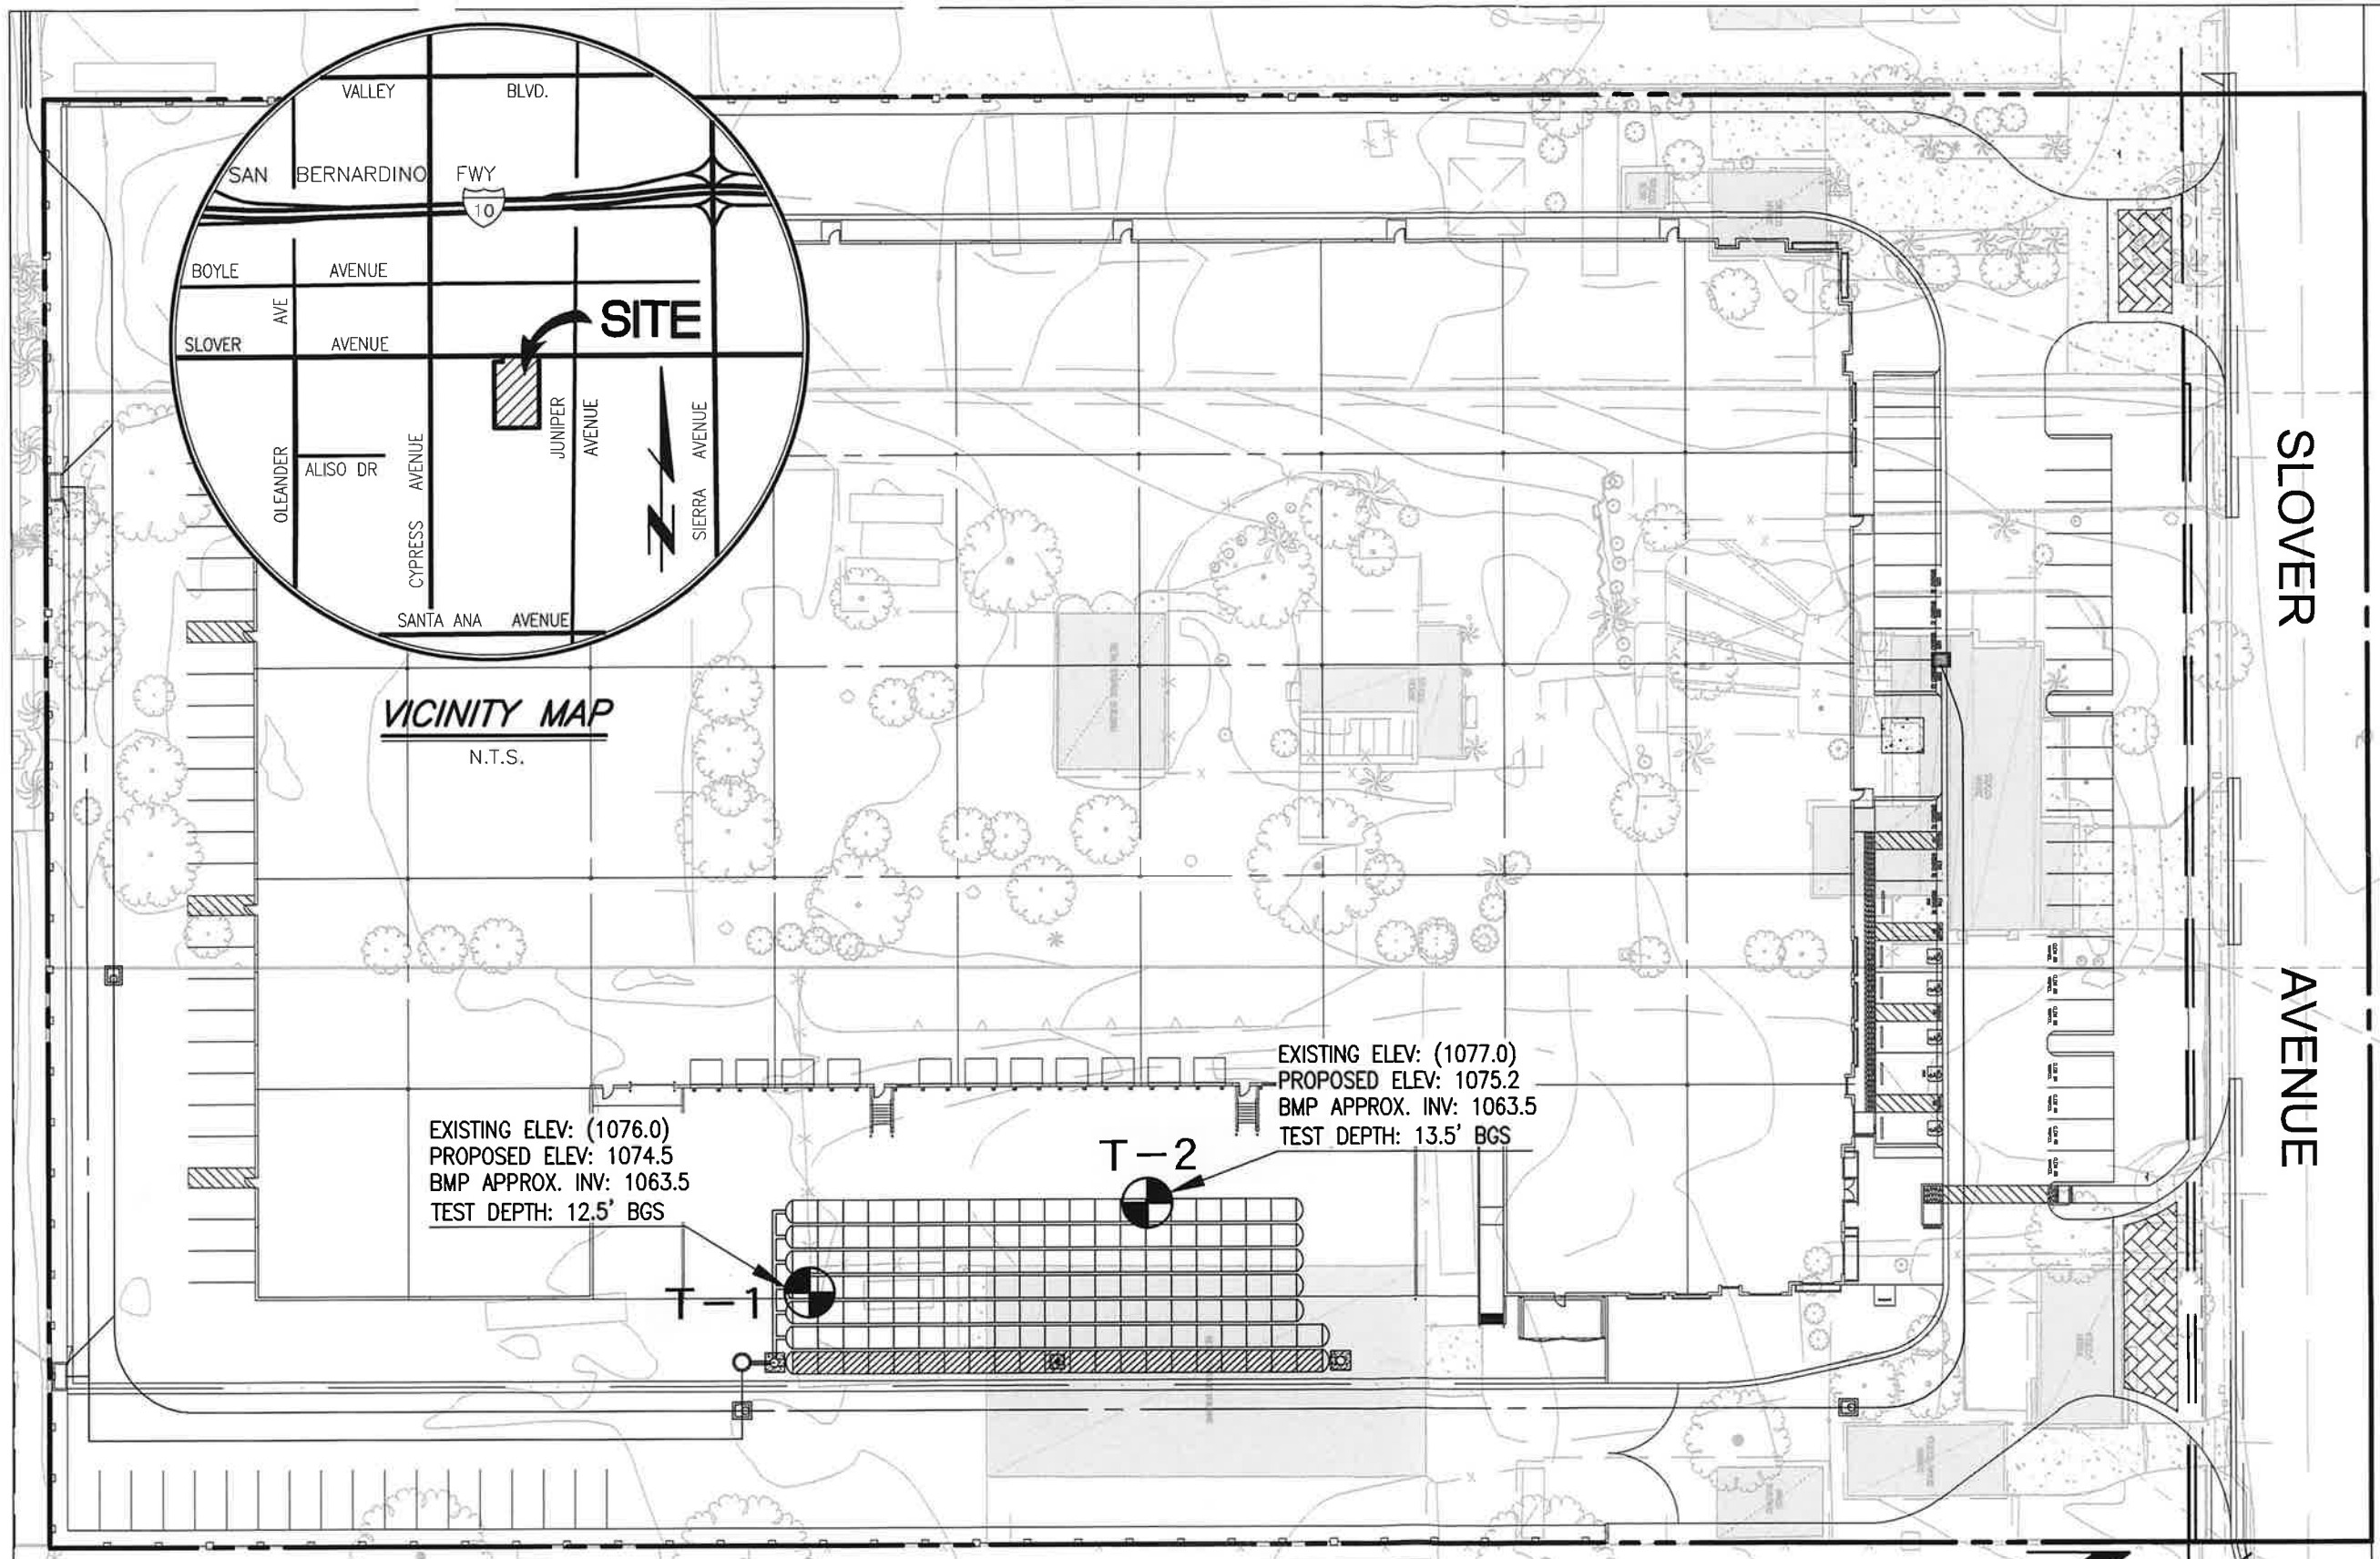 VALLEY BLVD.
SAN BERNARDINO FWY
10
BOYLE AVENUE
AVE
SITE
SLOVER AVENUE
OLEANDER
ALISO DR
CYPRESS AVENUE
JUNIPER
AVENUE
SIERRA AVENUE
N
SANTA ANA AVENUE
VICINITY MAP
N.T.S.
SLOVER AVENUE
EXISTING ELEV: (1077.0)
PROPOSED ELEV: 1075.2
BMP APPROX. INV: 1063.5
TEST DEPTH: 13.5' BGS
T-2
EXISTING ELEV: (1076.0)
PROPOSED ELEV: 1074.5
BMP APPROX. INV: 1063.5
TEST DEPTH: 12.5' BGS
T-1